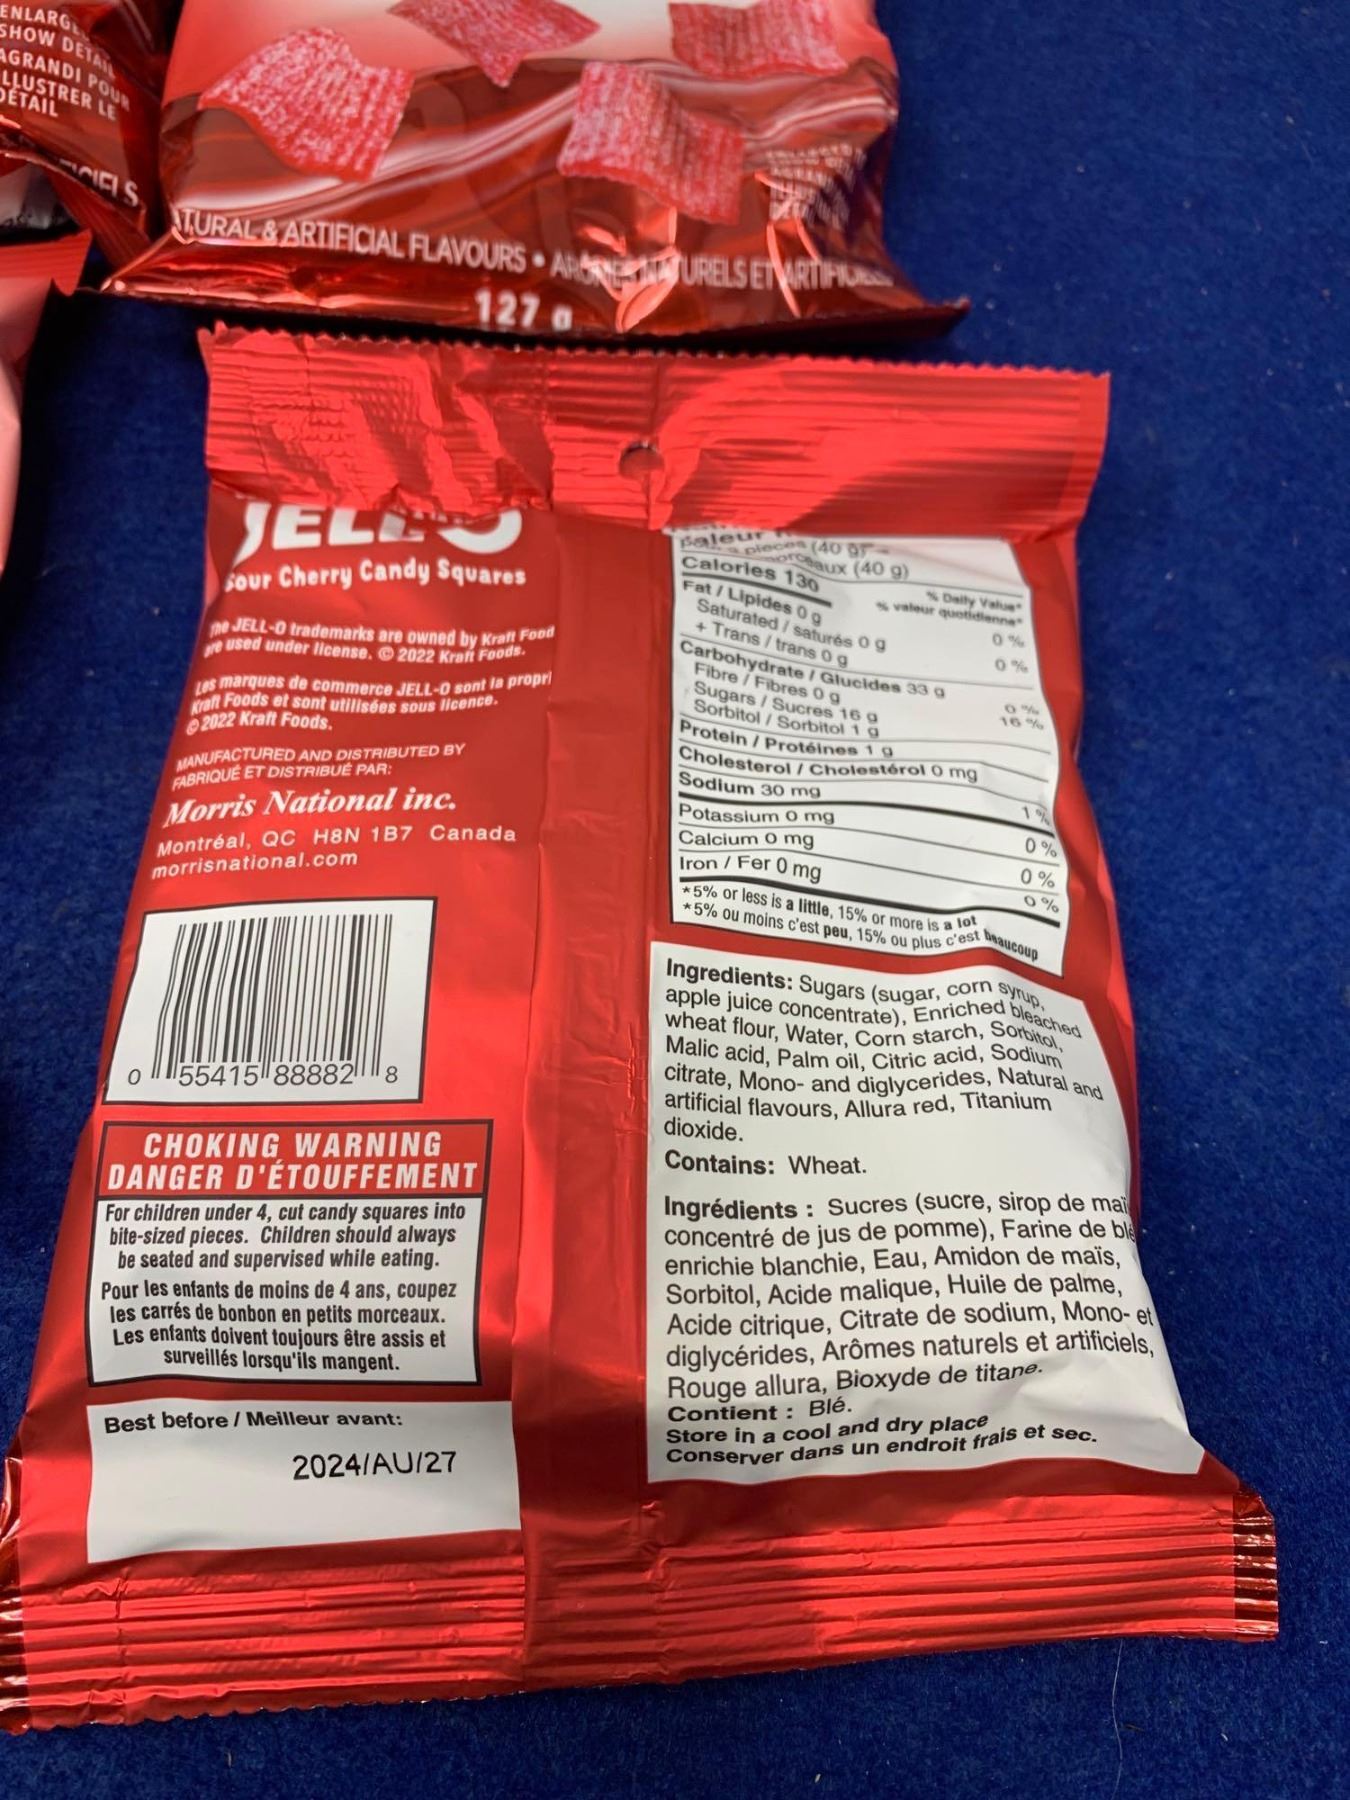 ENLARGED
SHOW DETAIL
AGRANDI POUR
ILLUSTRER LE
DÉTAIL
NATURAL & ARTIFICIAL FLAVOURS • ARÔMES NATURELS ET ARTIFICIELS
127 g
JELL-O
Sour Cherry Candy Squares
The JELL-O trademarks are owned by Kraft Food
are used under license. © 2022 Kraft Foods.
Les marques de commerce JELL-O sont la propri
Kraft Foods et sont utilisées sous licence.
© 2022 Kraft Foods.
MANUFACTURED AND DISTRIBUTED BY
FABRIQUÉ ET DISTRIBUÉ PAR:
Morris National inc.
Montréal, QC H8N 1B7 Canada
morrisnational.com
0 55415 88882 8
CHOKING WARNING
DANGER D'ÉTOUFFEMENT
For children under 4, cut candy squares into
bite-sized pieces. Children should always
be seated and supervised while eating.
Pour les enfants de moins de 4 ans, coupez
les carrés de bonbon en petits morceaux.
Les enfants doivent toujours être assis et
surveillés lorsqu'ils mangent.
Best before / Meilleur avant:
2024/AU/27
pieces (40 g)
morceaux (40 g)
Calories 130
% Daily Value*
% valeur quotidienne*
Fat / Lipides 0 g 0 %
Saturated / saturés 0 g 0 %
+ Trans / trans 0 g
Carbohydrate / Glucides 33 g
Fibre / Fibres 0 g 0 %
Sugars / Sucres 16 g 16 %
Sorbitol / Sorbitol 1 g
Protein / Protéines 1 g
Cholesterol / Cholestérol 0 mg
Sodium 30 mg 1 %
Potassium 0 mg 0 %
Calcium 0 mg 0 %
Iron / Fer 0 mg 0 %
*5% or less is a little, 15% or more is a lot
*5% ou moins c'est peu, 15% ou plus c'est beaucoup
Ingredients: Sugars (sugar, corn syrup,
apple juice concentrate), Enriched bleached
wheat flour, Water, Corn starch, Sorbitol,
Malic acid, Palm oil, Citric acid, Sodium
citrate, Mono- and diglycerides, Natural and
artificial flavours, Allura red, Titanium
dioxide.
Contains: Wheat.
Ingrédients : Sucres (sucre, sirop de maï
concentré de jus de pomme), Farine de blé
enrichie blanchie, Eau, Amidon de maïs,
Sorbitol, Acide malique, Huile de palme,
Acide citrique, Citrate de sodium, Mono- et
diglycérides, Arômes naturels et artificiels,
Rouge allura, Bioxyde de titane.
Contient : Blé.
Store in a cool and dry place
Conserver dans un endroit frais et sec.